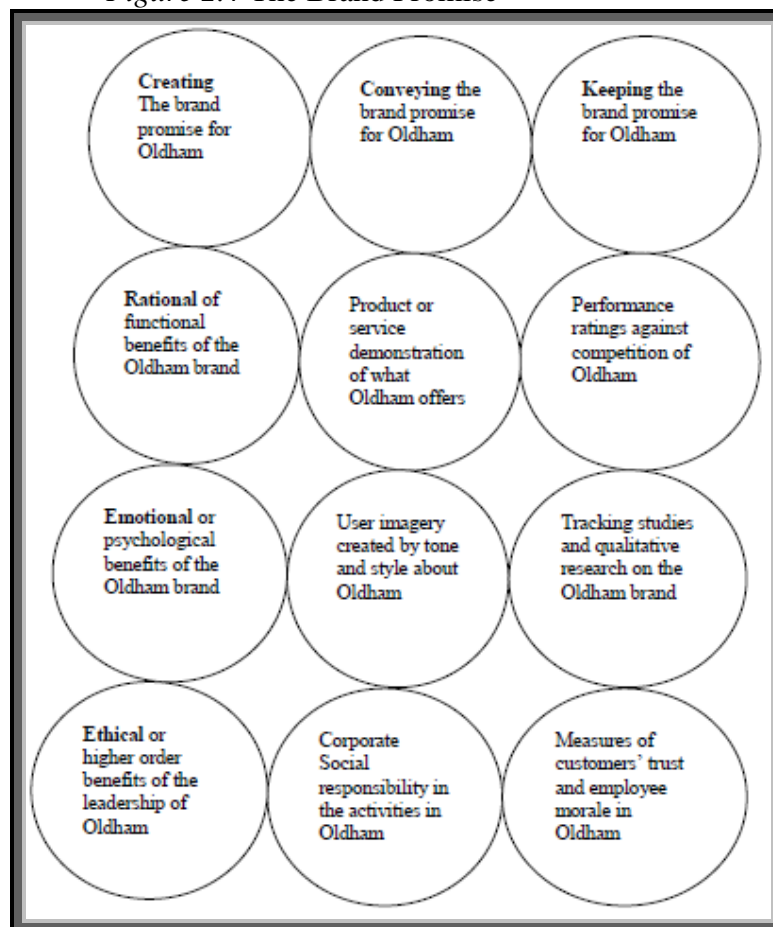 The Brand Promise
Creating
The brand
promise for
Oldham
Conveying the
brand promise
for Oldham
Keeping the
brand promise
for Oldham
Rational of
functional
benefits of the
Oldham brand
Product or
service
demonstration
of what
Oldham offers
Performance
ratings against
competition of
Oldham
Emotional or
psychological
benefits of the
Oldham brand
User imagery
created by tone
and style about
Oldham
Tracking studies
and qualitative
research on the
Oldham brand
Ethical or
higher order
benefits of the
leadership of
Oldham
Corporate
Social
responsibility in
the activities in
Oldham
Measures of
customers’ trust
and employee
morale in
Oldham